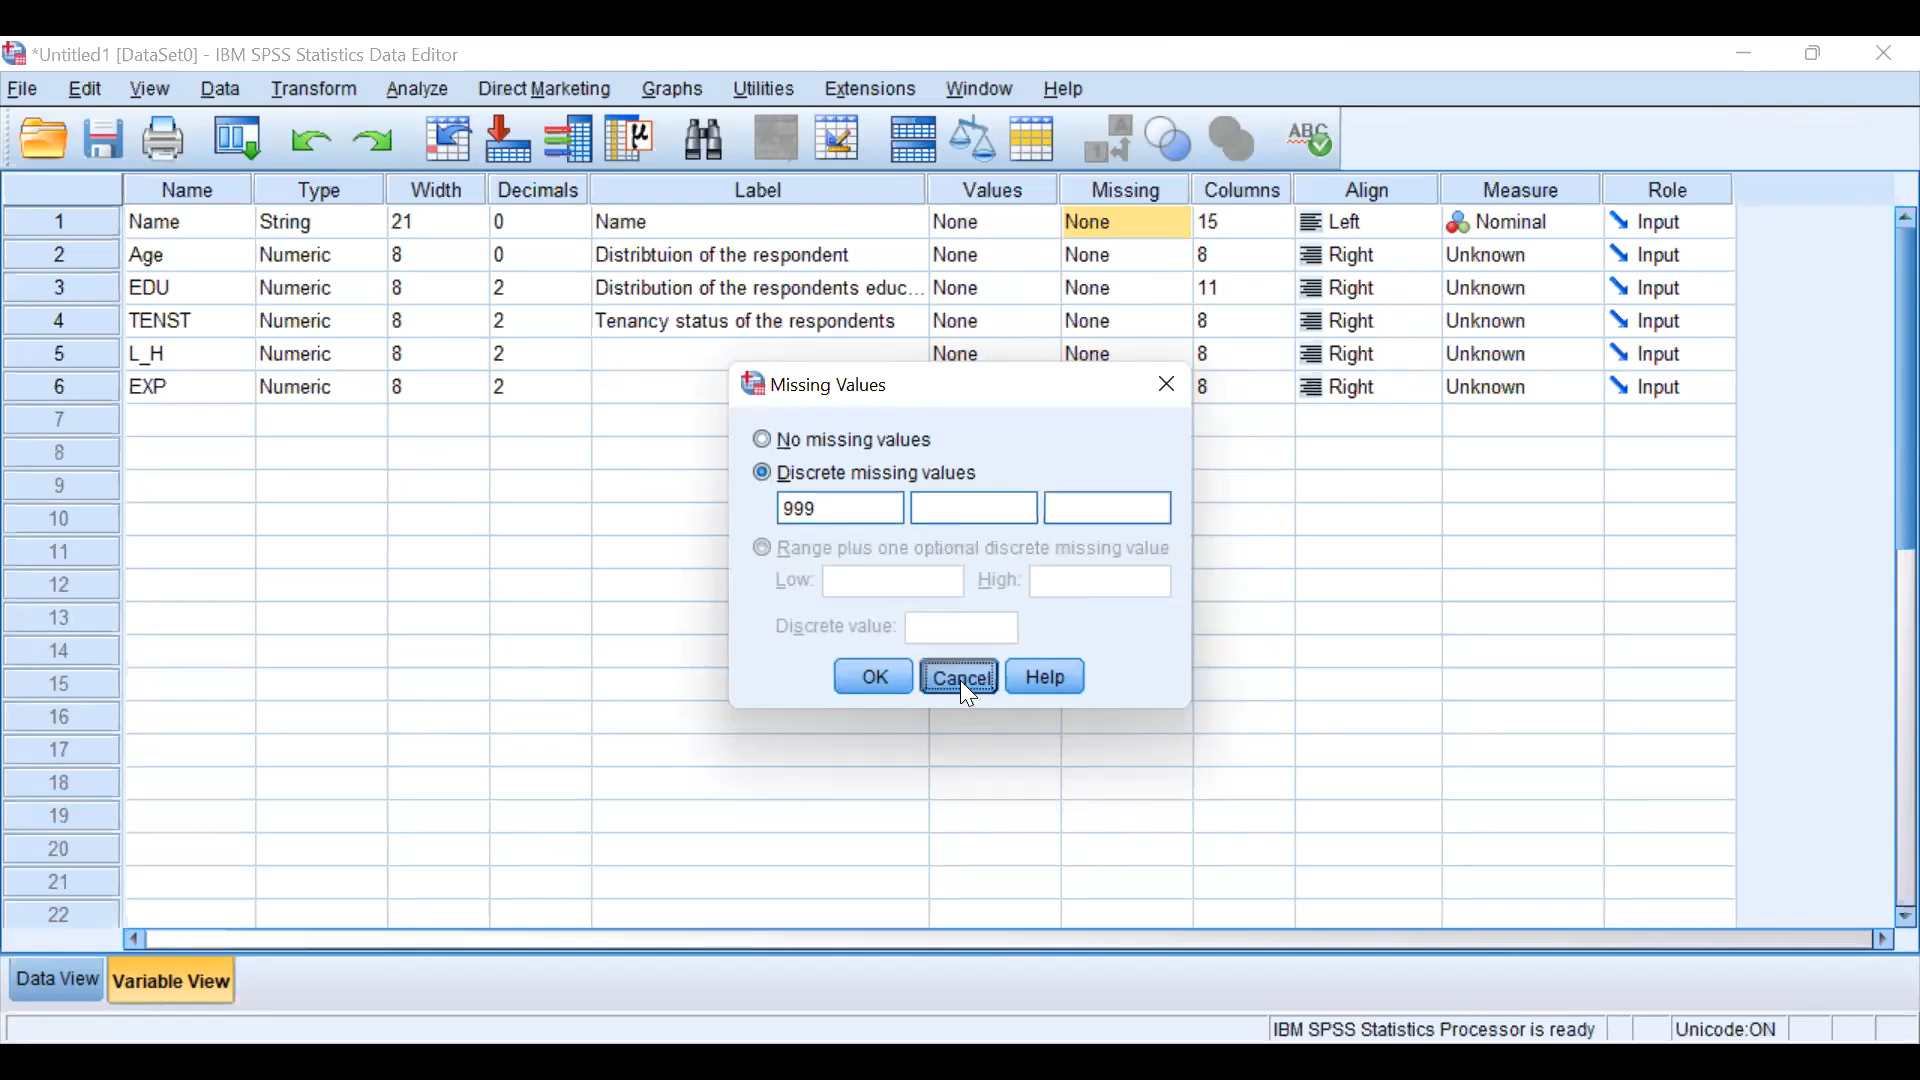 *Untitled1 [DataSet0] - IBM SPSS Statistics Data Editor
File Edit View Data Transform Analyze Direct Marketing Graphs Utilities Extensions Window Help
Name Type Width Decimals Label Values Missing Columns Align Measure Role
1 Name String 21 0 Name None None 15 Left Nominal Input
2 Age Numeric 8 0 Distribtuion of the respondent None None 8 Right Unknown Input
3 EDU Numeric 8 2 Distribution of the respondents educ... None None 11 Right Unknown Input
4 TENST Numeric 8 2 Tenancy status of the respondents None None 8 Right Unknown Input
5 L_H Numeric 8 2 None None 8 Right Unknown Input
6 EXP Numeric 8 2 8 Right Unknown Input
7
8
9
10
11
12
13
14
15
16
17
18
19
20
21
22
Missing Values
No missing values
Discrete missing values
999
Range plus one optional discrete missing value
Low: High:
Discrete value:
OK Cancel Help
Data View Variable View
IBM SPSS Statistics Processor is ready Unicode:ON